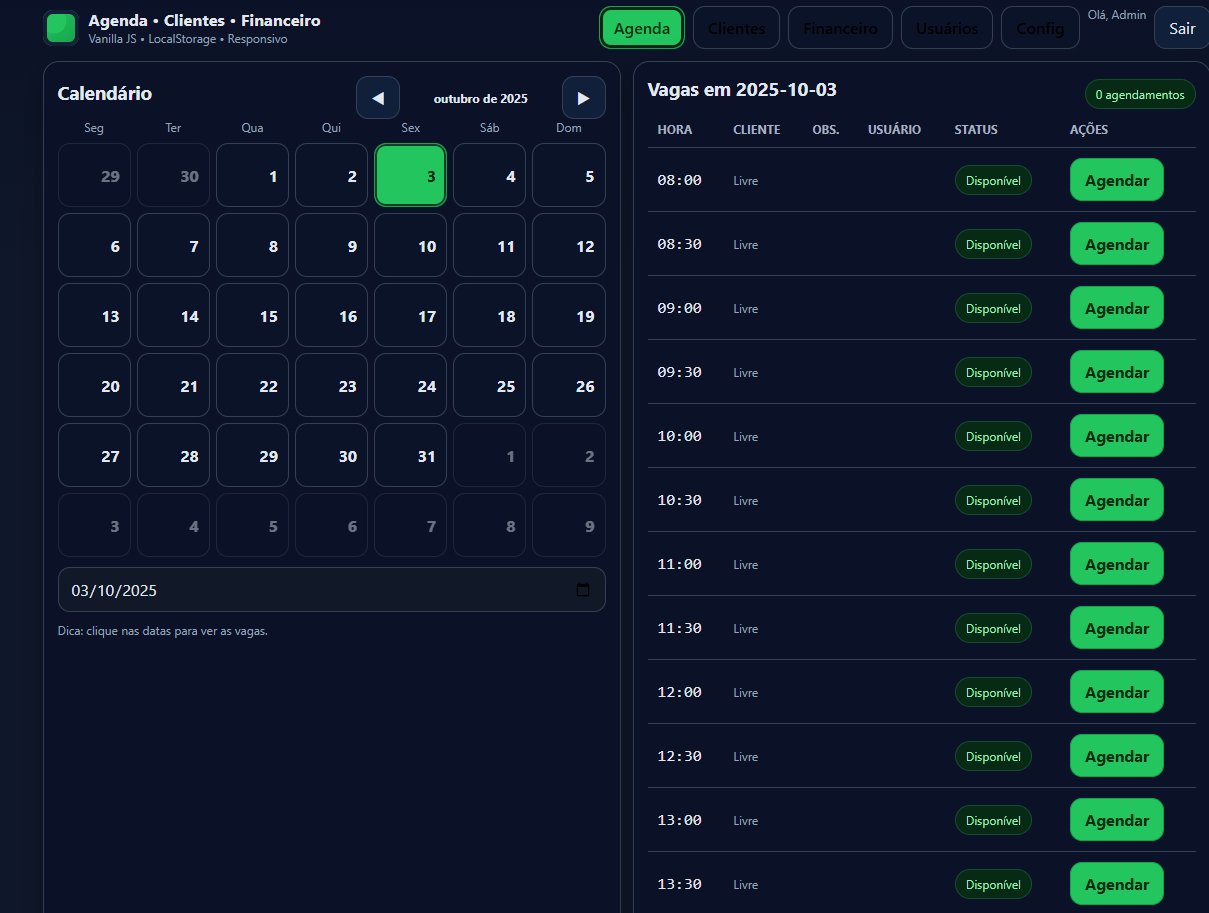 Agenda • Clientes • Financeiro
Vanilla JS • LocalStorage • Responsivo
Agenda Clientes Financeiro Usuários Config Olá, Admin Sair
Calendário ◀ outubro de 2025 ▶
Seg Ter Qua Qui Sex Sáb Dom
29 30 1 2 3 4 5
6 7 8 9 10 11 12
13 14 15 16 17 18 19
20 21 22 23 24 25 26
27 28 29 30 31 1 2
3 4 5 6 7 8 9
03/10/2025
Dica: clique nas datas para ver as vagas.
Vagas em 2025-10-03 0 agendamentos
HORA CLIENTE OBS. USUÁRIO STATUS AÇÕES
08:00 Livre Disponível Agendar
08:30 Livre Disponível Agendar
09:00 Livre Disponível Agendar
09:30 Livre Disponível Agendar
10:00 Livre Disponível Agendar
10:30 Livre Disponível Agendar
11:00 Livre Disponível Agendar
11:30 Livre Disponível Agendar
12:00 Livre Disponível Agendar
12:30 Livre Disponível Agendar
13:00 Livre Disponível Agendar
13:30 Livre Disponível Agendar